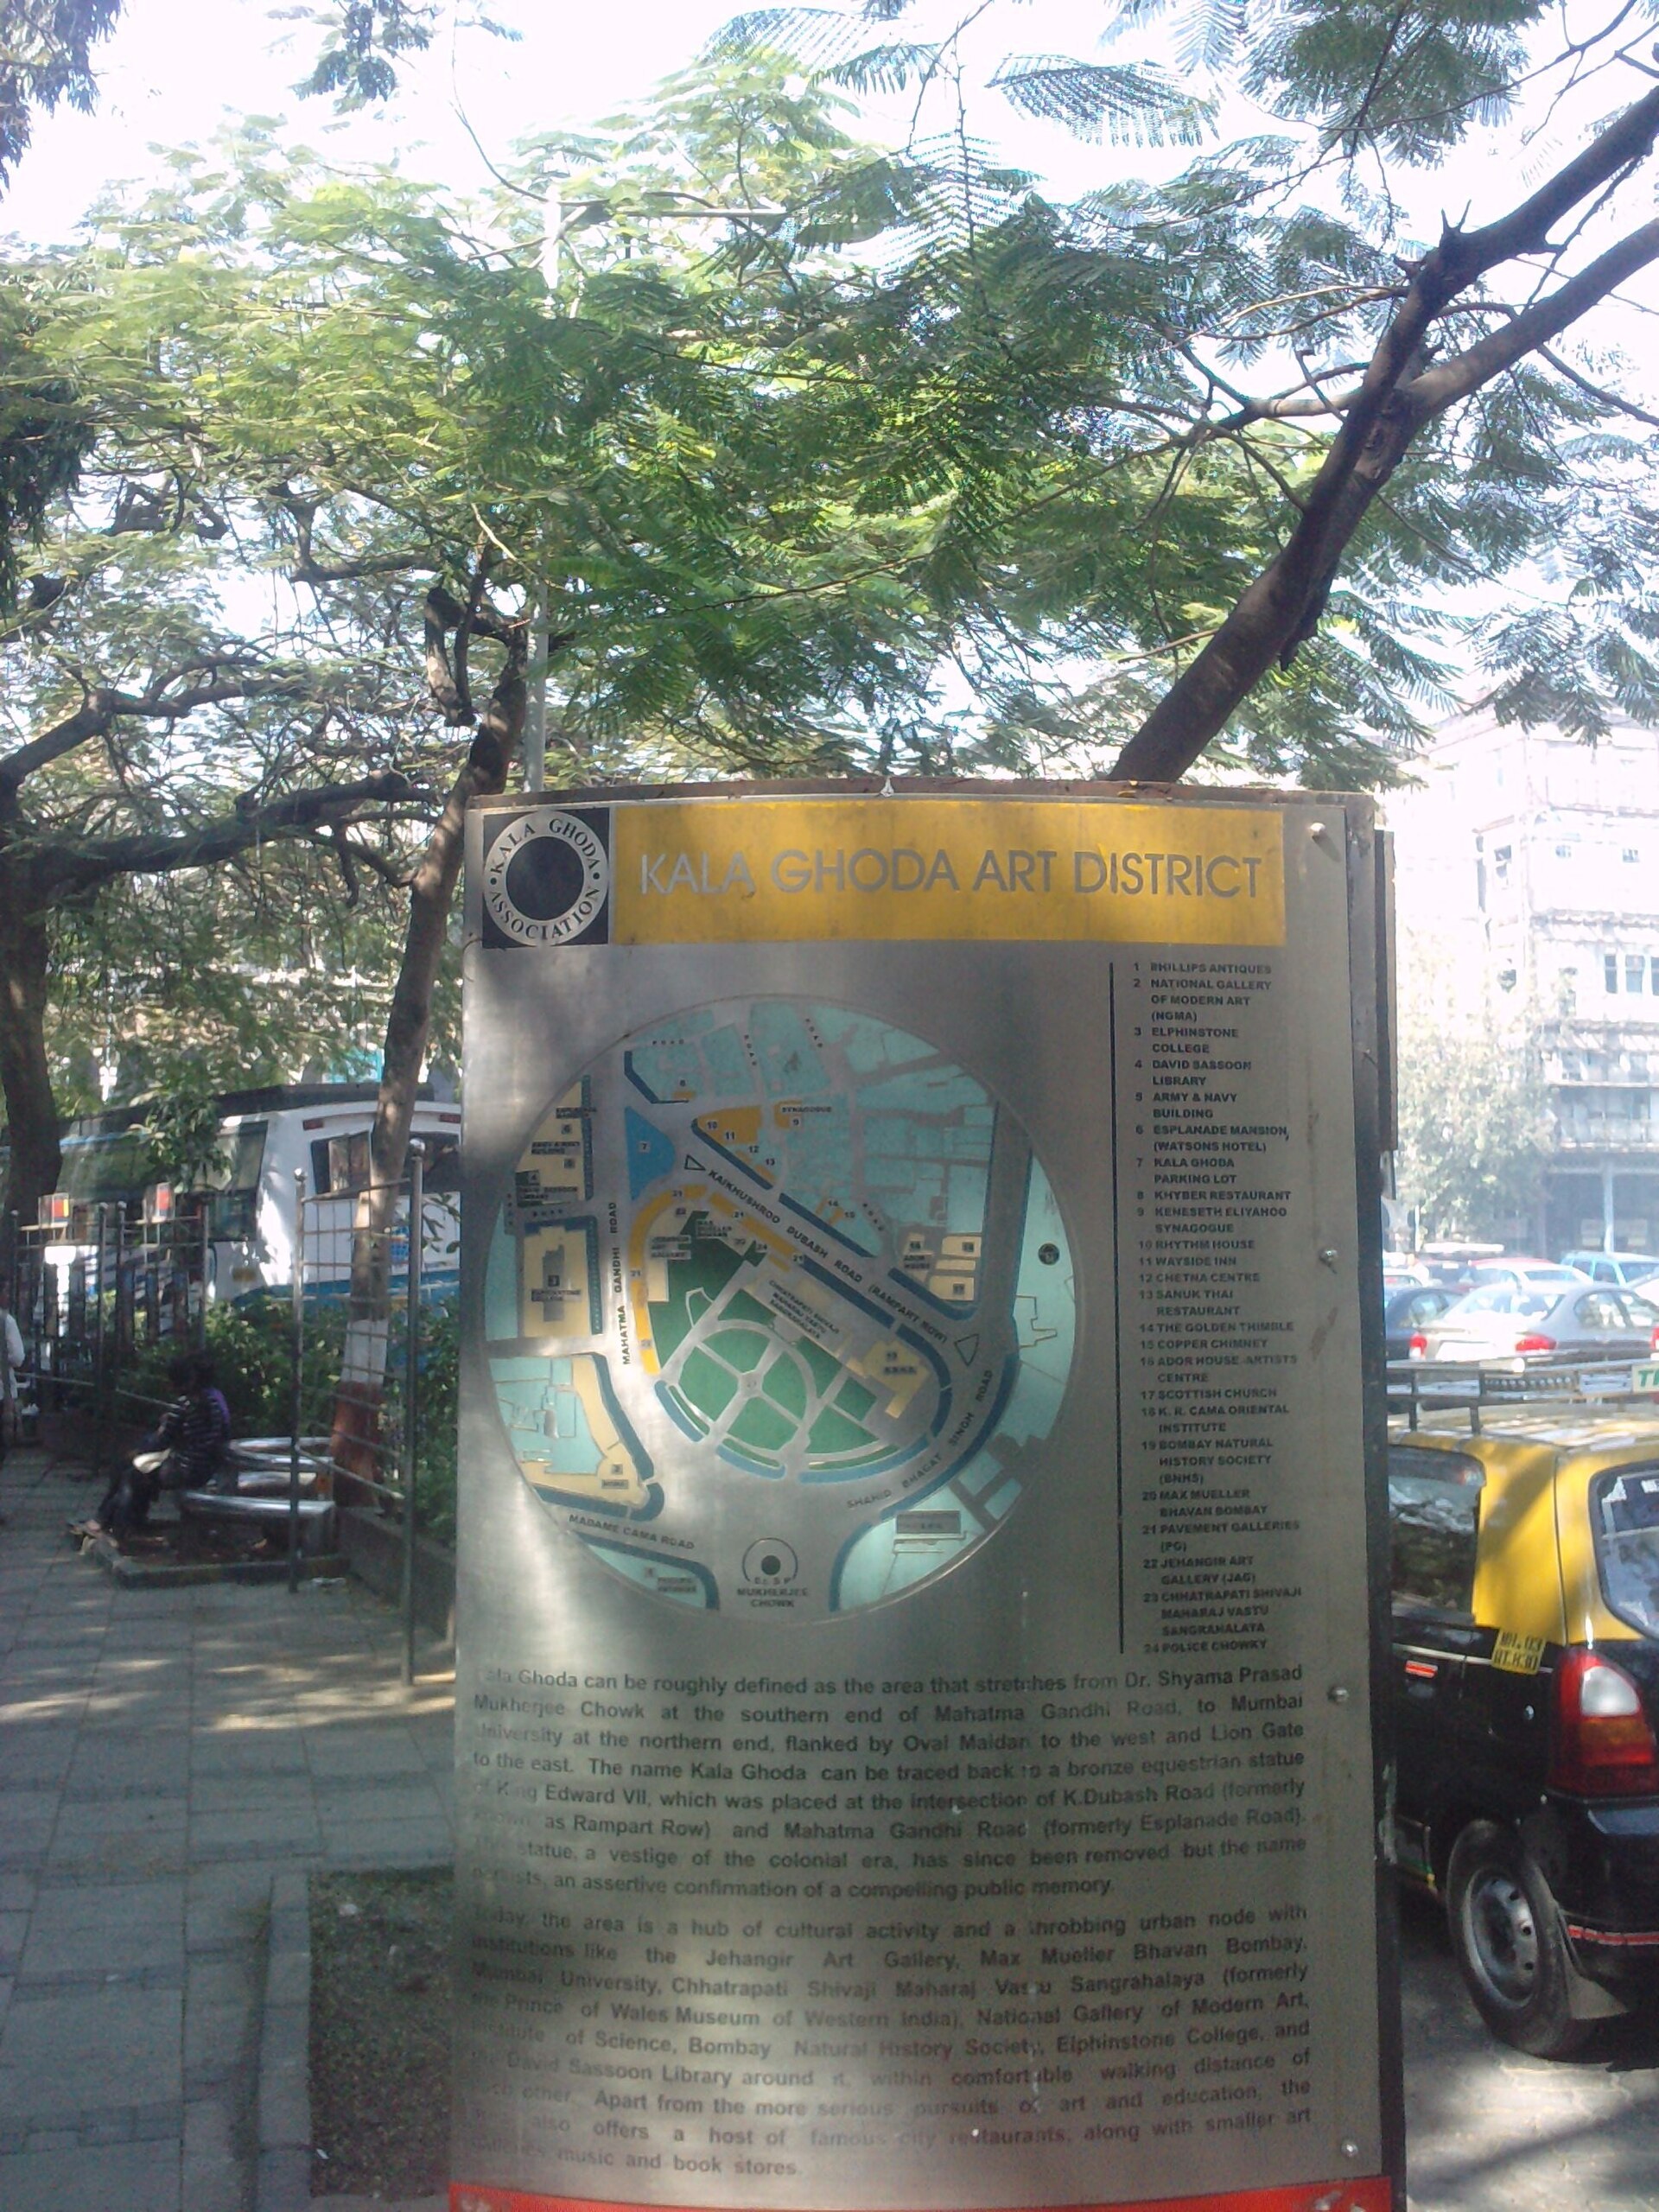 KALA GHODA
ASSOCIATION
KALA GHODA ART DISTRICT
1 PHILLIPS ANTIQUES
2 NATIONAL GALLERY
OF MODERN ART
(NGMA)
3 ELPHINSTONE
COLLEGE
4 DAVID SASSOON
LIBRARY
5 ARMY & NAVY
BUILDING
6 ESPLANADE MANSION,
(WATSONS HOTEL)
7 KALA GHODA
PARKING LOT
8 KHYBER RESTAURANT
9 KENESETH ELIYAHOO
SYNAGOGUE
10 RHYTHM HOUSE
11 WAYSIDE INN
12 CHETNA CENTRE
13 SANUK THAI
RESTAURANT
14 THE GOLDEN THIMBLE
15 COPPER CHIMNEY
16 ADOR HOUSE-ARTISTS
CENTRE
17 SCOTTISH CHURCH
18 K. R. CAMA ORIENTAL
INSTITUTE
19 BOMBAY NATURAL
HISTORY SOCIETY
(BNHS)
20 MAX MUELLER
BHAVAN BOMBAY
21 PAVEMENT GALLERIES
(PG)
22 JEHANGIR ART
GALLERY (JAG)
23 CHHATRAPATI SHIVAJI
MAHARAJ VASTU
SANGRAHALAYA
24 POLICE CHOWKY
SYNAGOGUE
KAIKHUSHROO DUBASH ROAD (RAMPART ROW)
MAHATMA GANDHI ROAD
SHAHID BHAGAT SINGH ROAD
MADAME CAMA ROAD
Dr. S P
MUKHERJEE
CHOWK
Kala Ghoda can be roughly defined as the area that stretches from Dr. Shyama Prasad
Mukherjee Chowk at the southern end of Mahatma Gandhi Road, to Mumbai
University at the northern end, flanked by Oval Maidan to the west and Lion Gate
to the east. The name Kala Ghoda can be traced back to a bronze equestrian statue
of King Edward VII, which was placed at the intersection of K.Dubash Road (formerly
as Rampart Row) and Mahatma Gandhi Road (formerly Esplanade Road).
statue, a vestige of the colonial era, has since been removed but the name
persists, an assertive confirmation of a compelling public memory.
Today, the area is a hub of cultural activity and a throbbing urban node with
institutions like the Jehangir Art Gallery, Max Mueller Bhavan Bombay,
Mumbai University, Chhatrapati Shivaji Maharaj Vastu Sangrahalaya (formerly
the Prince of Wales Museum of Western India), National Gallery of Modern Art,
Institute of Science, Bombay Natural History Society, Elphinstone College, and
the David Sassoon Library around it, within comfortable walking distance of
each other. Apart from the more serious pursuits of art and education, the
also offers a host of famous city restaurants, along with smaller art
galleries, music and book stores.